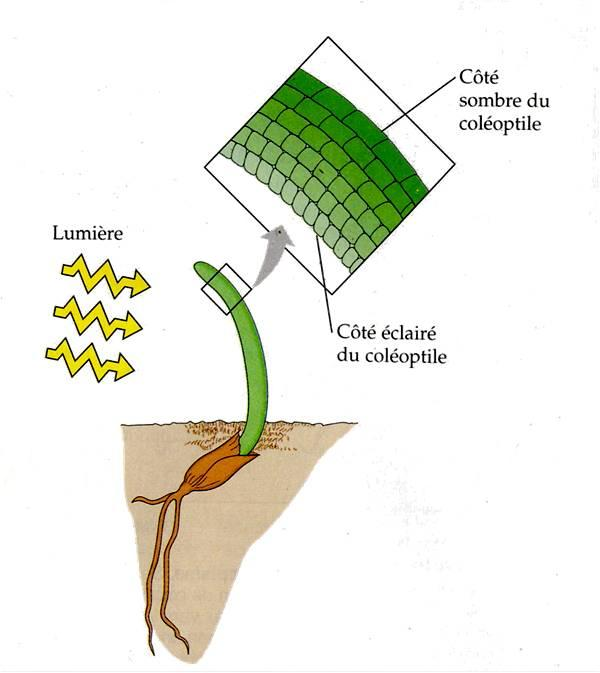 Côté
sombre du
coléoptile
Lumière
Côté éclairé
du coléoptile